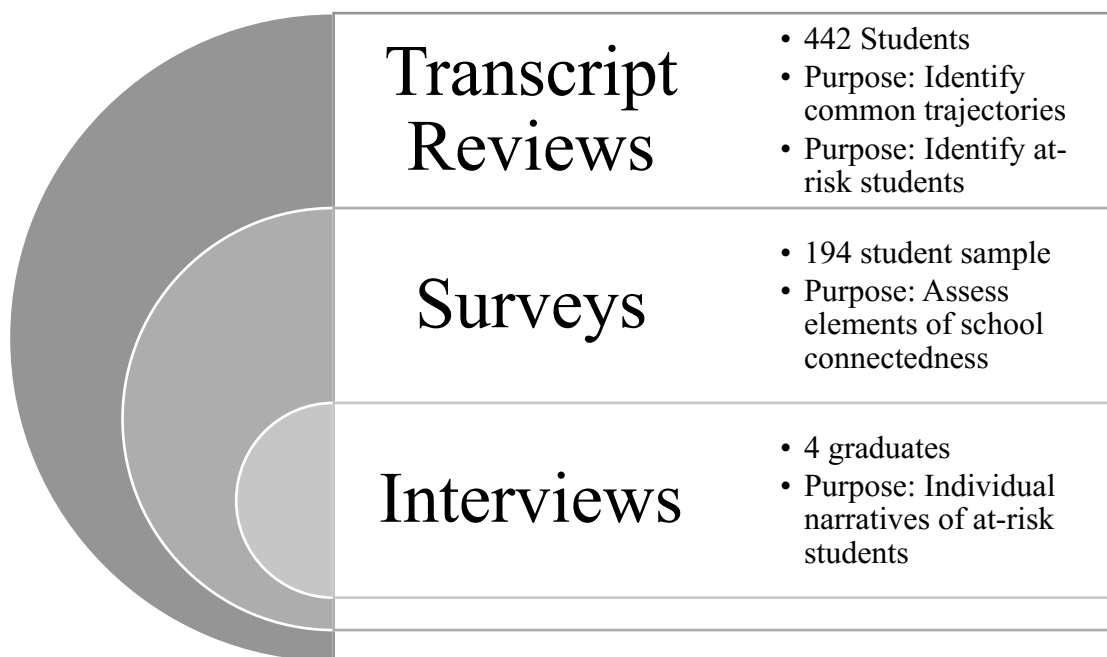 Transcript
Reviews
• 442 Students
• Purpose: Identify
common trajectories
• Purpose: Identify at-
risk students
Surveys
• 194 student sample
• Purpose: Assess
elements of school
connectedness
Interviews
• 4 graduates
• Purpose: Individual
narratives of at-risk
students